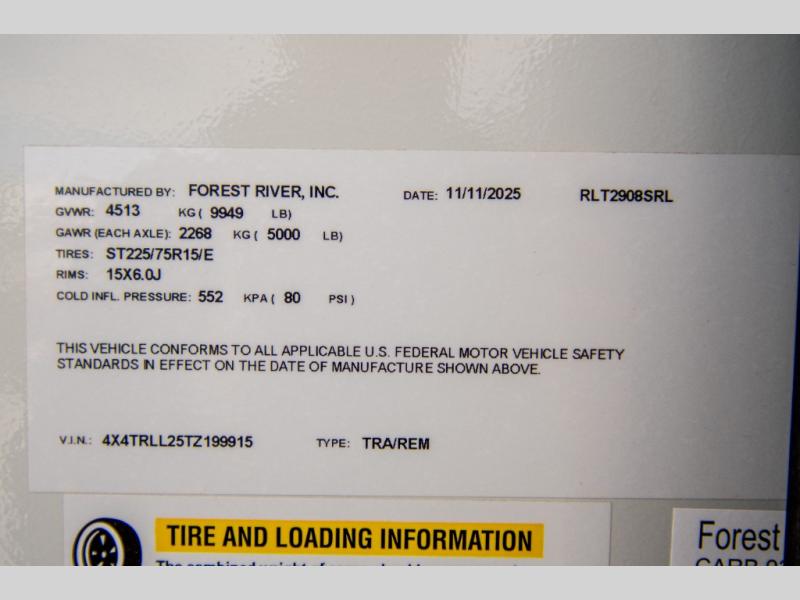 MANUFACTURED BY: FOREST RIVER, INC. DATE: 11/11/2025 RLT2908SRL
GVWR: 4513 KG ( 9949 LB)
GAWR (EACH AXLE): 2268 KG ( 5000 LB)
TIRES: ST225/75R15/E
RIMS: 15X6.0J
COLD INFL. PRESSURE: 552 KPA ( 80 PSI )
THIS VEHICLE CONFORMS TO ALL APPLICABLE U.S. FEDERAL MOTOR VEHICLE SAFETY
STANDARDS IN EFFECT ON THE DATE OF MANUFACTURE SHOWN ABOVE.
V.I.N.: 4X4TRLL25TZ199915 TYPE: TRA/REM
TIRE AND LOADING INFORMATION
Forest